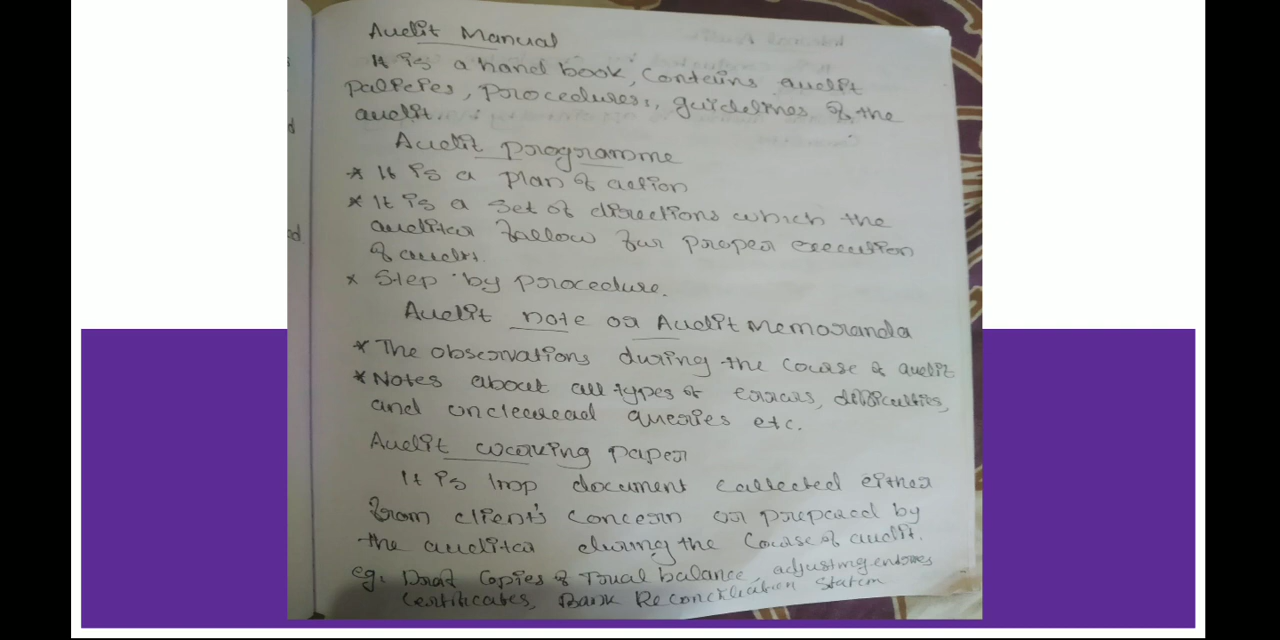 Audit Manual
It is a hand book, contains audit
policies, procedures, guidelines of the
audit.
Audit programme
* It is a plan of action
* It is a set of directions which the
auditor follow for proper execution
of audit.
* Step by procedure.
Audit note or Audit Memoranda
* The observations during the course of audit
* Notes about all types of errors, difficulties,
and uncleared queries etc.
Audit working paper
It is imp document collected either
from client's concern or prepared by
the auditor during the course of audit.
eg. Draft Copies of Trial balance, adjusting entries
Certificates, Bank Reconciliation Statem